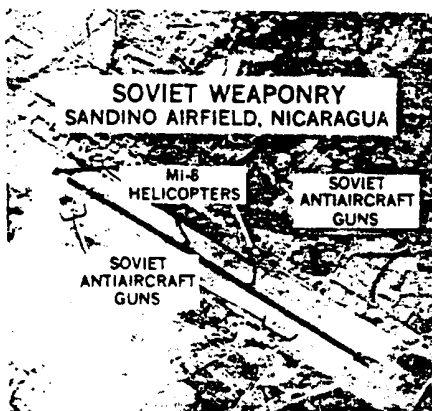 SOVIET WEAPONRY
SANDINO AIRFIELD, NICARAGUA
Mi-8
HELICOPTERS
SOVIET
ANTIAIRCRAFT
GUNS
SOVIET
ANTIAIRCRAFT
GUNS